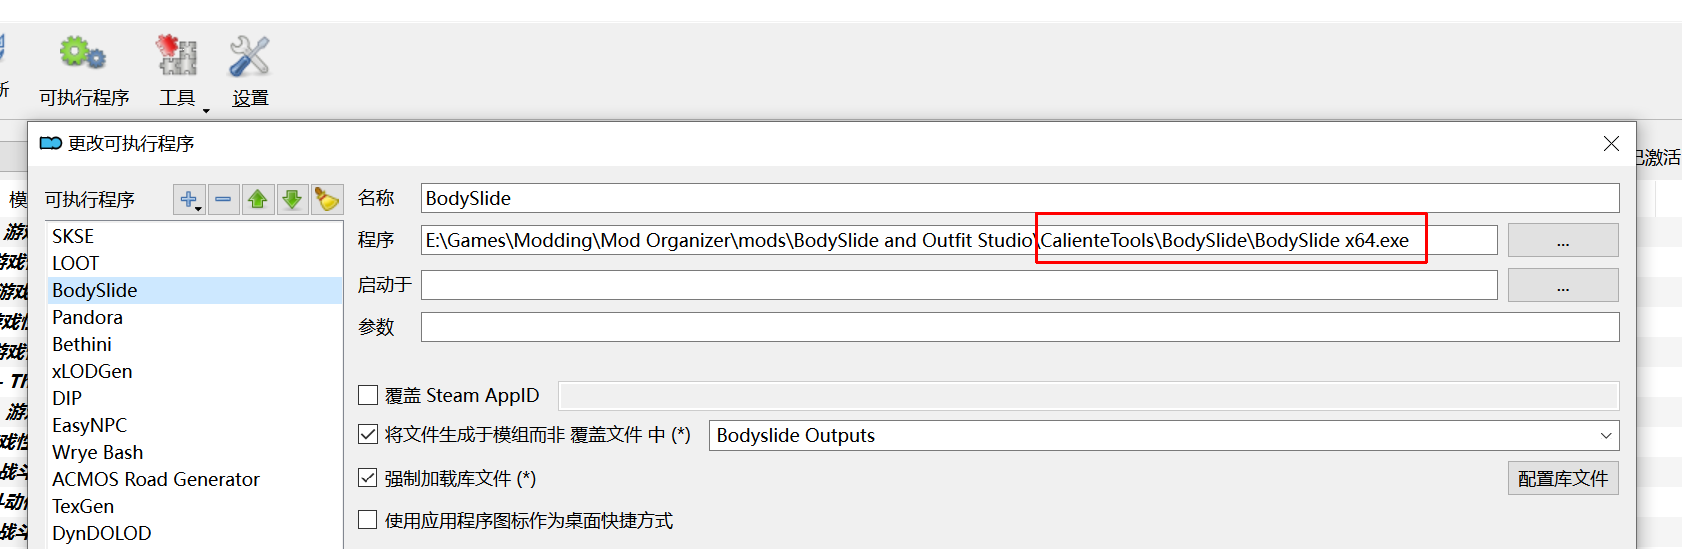 可执行程序 工具 设置
更改可执行程序
已激活
可执行程序
名称 BodySlide
程序 E:\Games\Modding\Mod Organizer\mods\BodySlide and Outfit Studio\CalienteTools\BodySlide\BodySlide x64.exe ...
启动于 ...
参数
SKSE
LOOT
BodySlide
Pandora
Bethini
xLODGen
DIP
EasyNPC
Wrye Bash
ACMOS Road Generator
TexGen
DynDOLOD
覆盖 Steam AppID
将文件生成于模组而非 覆盖文件 中 (*) Bodyslide Outputs
强制加载库文件 (*) 配置库文件
使用应用程序图标作为桌面快捷方式